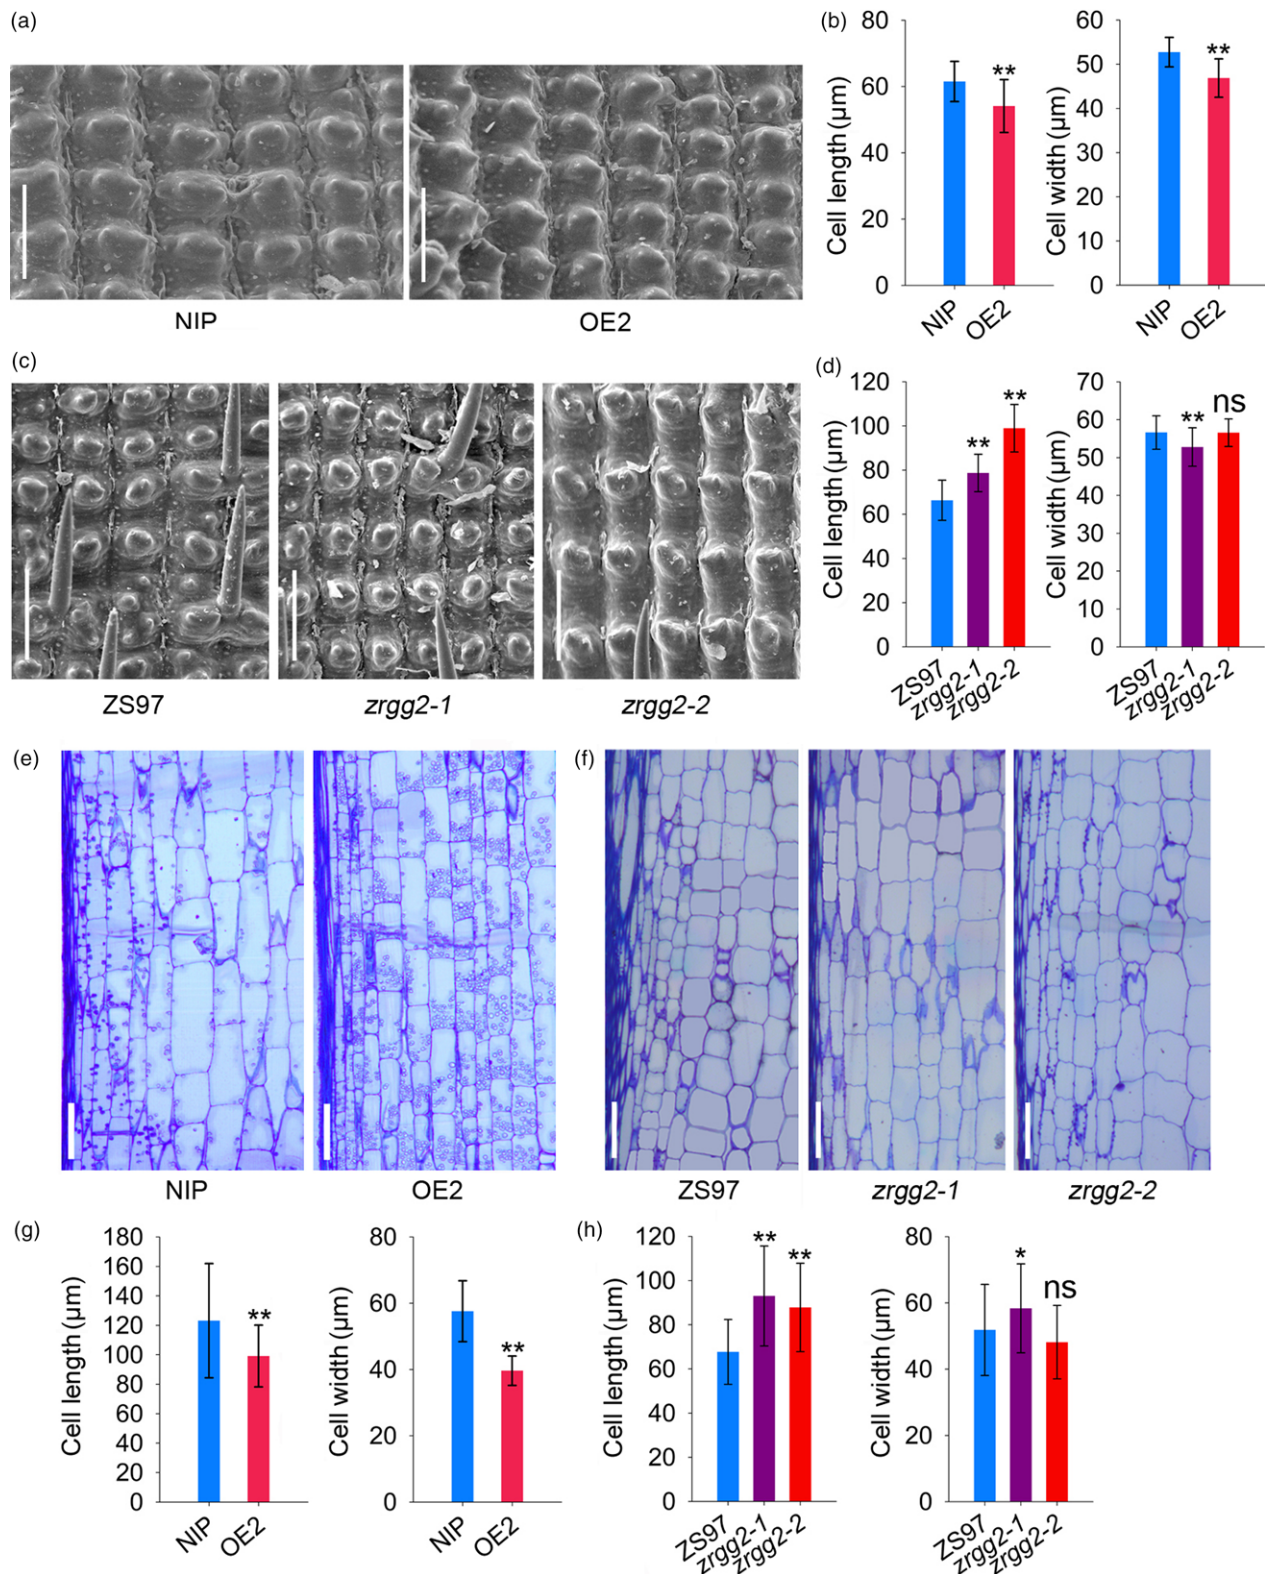 (a)
NIP
OE2
(b)
Cell length (µm)
80
60
40
20
0
**
NIP
OE2
Cell width (µm)
60
50
40
30
20
10
0
**
NIP
OE2
(c)
ZS97
zrgg2-1
zrgg2-2
(d)
Cell length (µm)
120
100
80
60
40
20
0
**
**
ZS97
zrgg2-1
zrgg2-2
Cell width (µm)
70
60
50
40
30
20
10
0
**
ns
ZS97
zrgg2-1
zrgg2-2
(e)
NIP
OE2
(f)
ZS97
zrgg2-1
zrgg2-2
(g)
Cell length (µm)
180
160
140
120
100
80
60
40
20
0
**
NIP
OE2
Cell width (µm)
80
60
40
20
0
**
NIP
OE2
(h)
Cell length (µm)
120
100
80
60
40
20
0
**
**
ZS97
zrgg2-1
zrgg2-2
Cell width (µm)
80
60
40
20
0
*
ns
ZS97
zrgg2-1
zrgg2-2